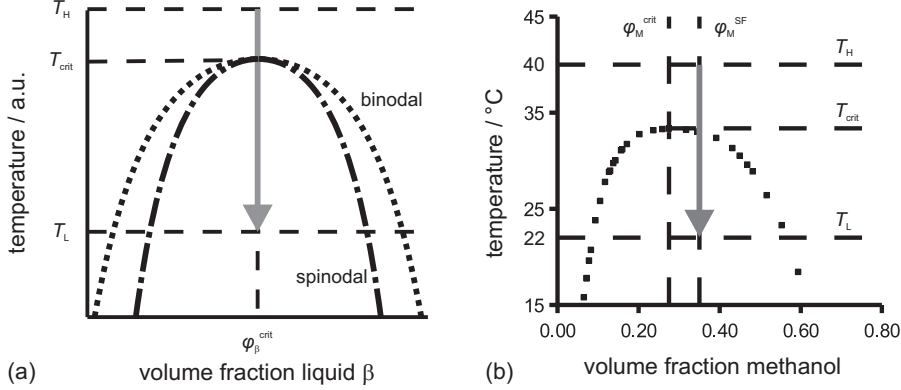 T_H
T_crit
T_L
temperature / a.u.
binodal
spinodal
φ_β^crit
(a)
volume fraction liquid β
φ_M^crit
φ_M^SF
45
40
35
25
22
15
temperature / °C
T_H
T_crit
T_L
0.00
0.20
0.40
0.60
0.80
(b)
volume fraction methanol